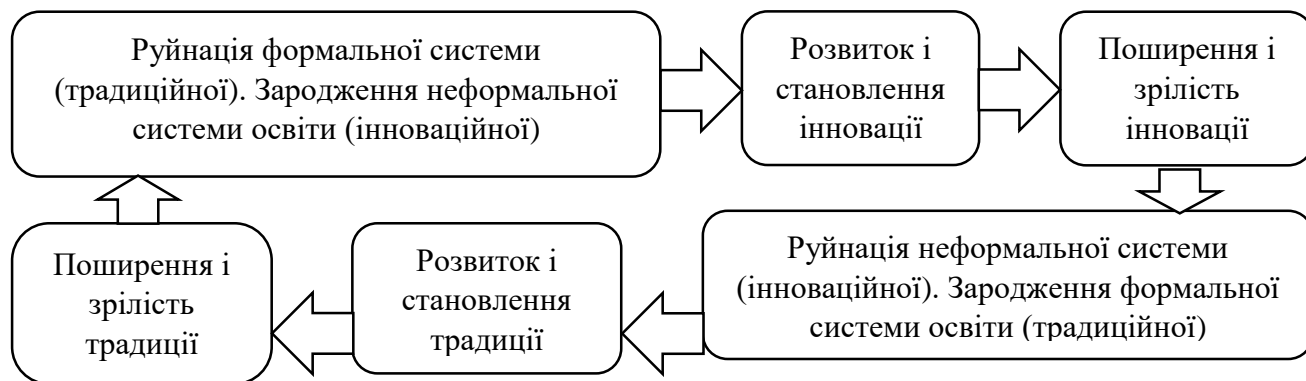 Руйнація формальної системи
(традиційної). Зародження неформальної
системи освіти (інноваційної)
Розвиток і
становлення
інновації
Поширення і
зрілість
інновації
Руйнація неформальної системи
(інноваційної). Зародження формальної
системи освіти (традиційної)
Розвиток і
становлення
традиції
Поширення і
зрілість
традиції